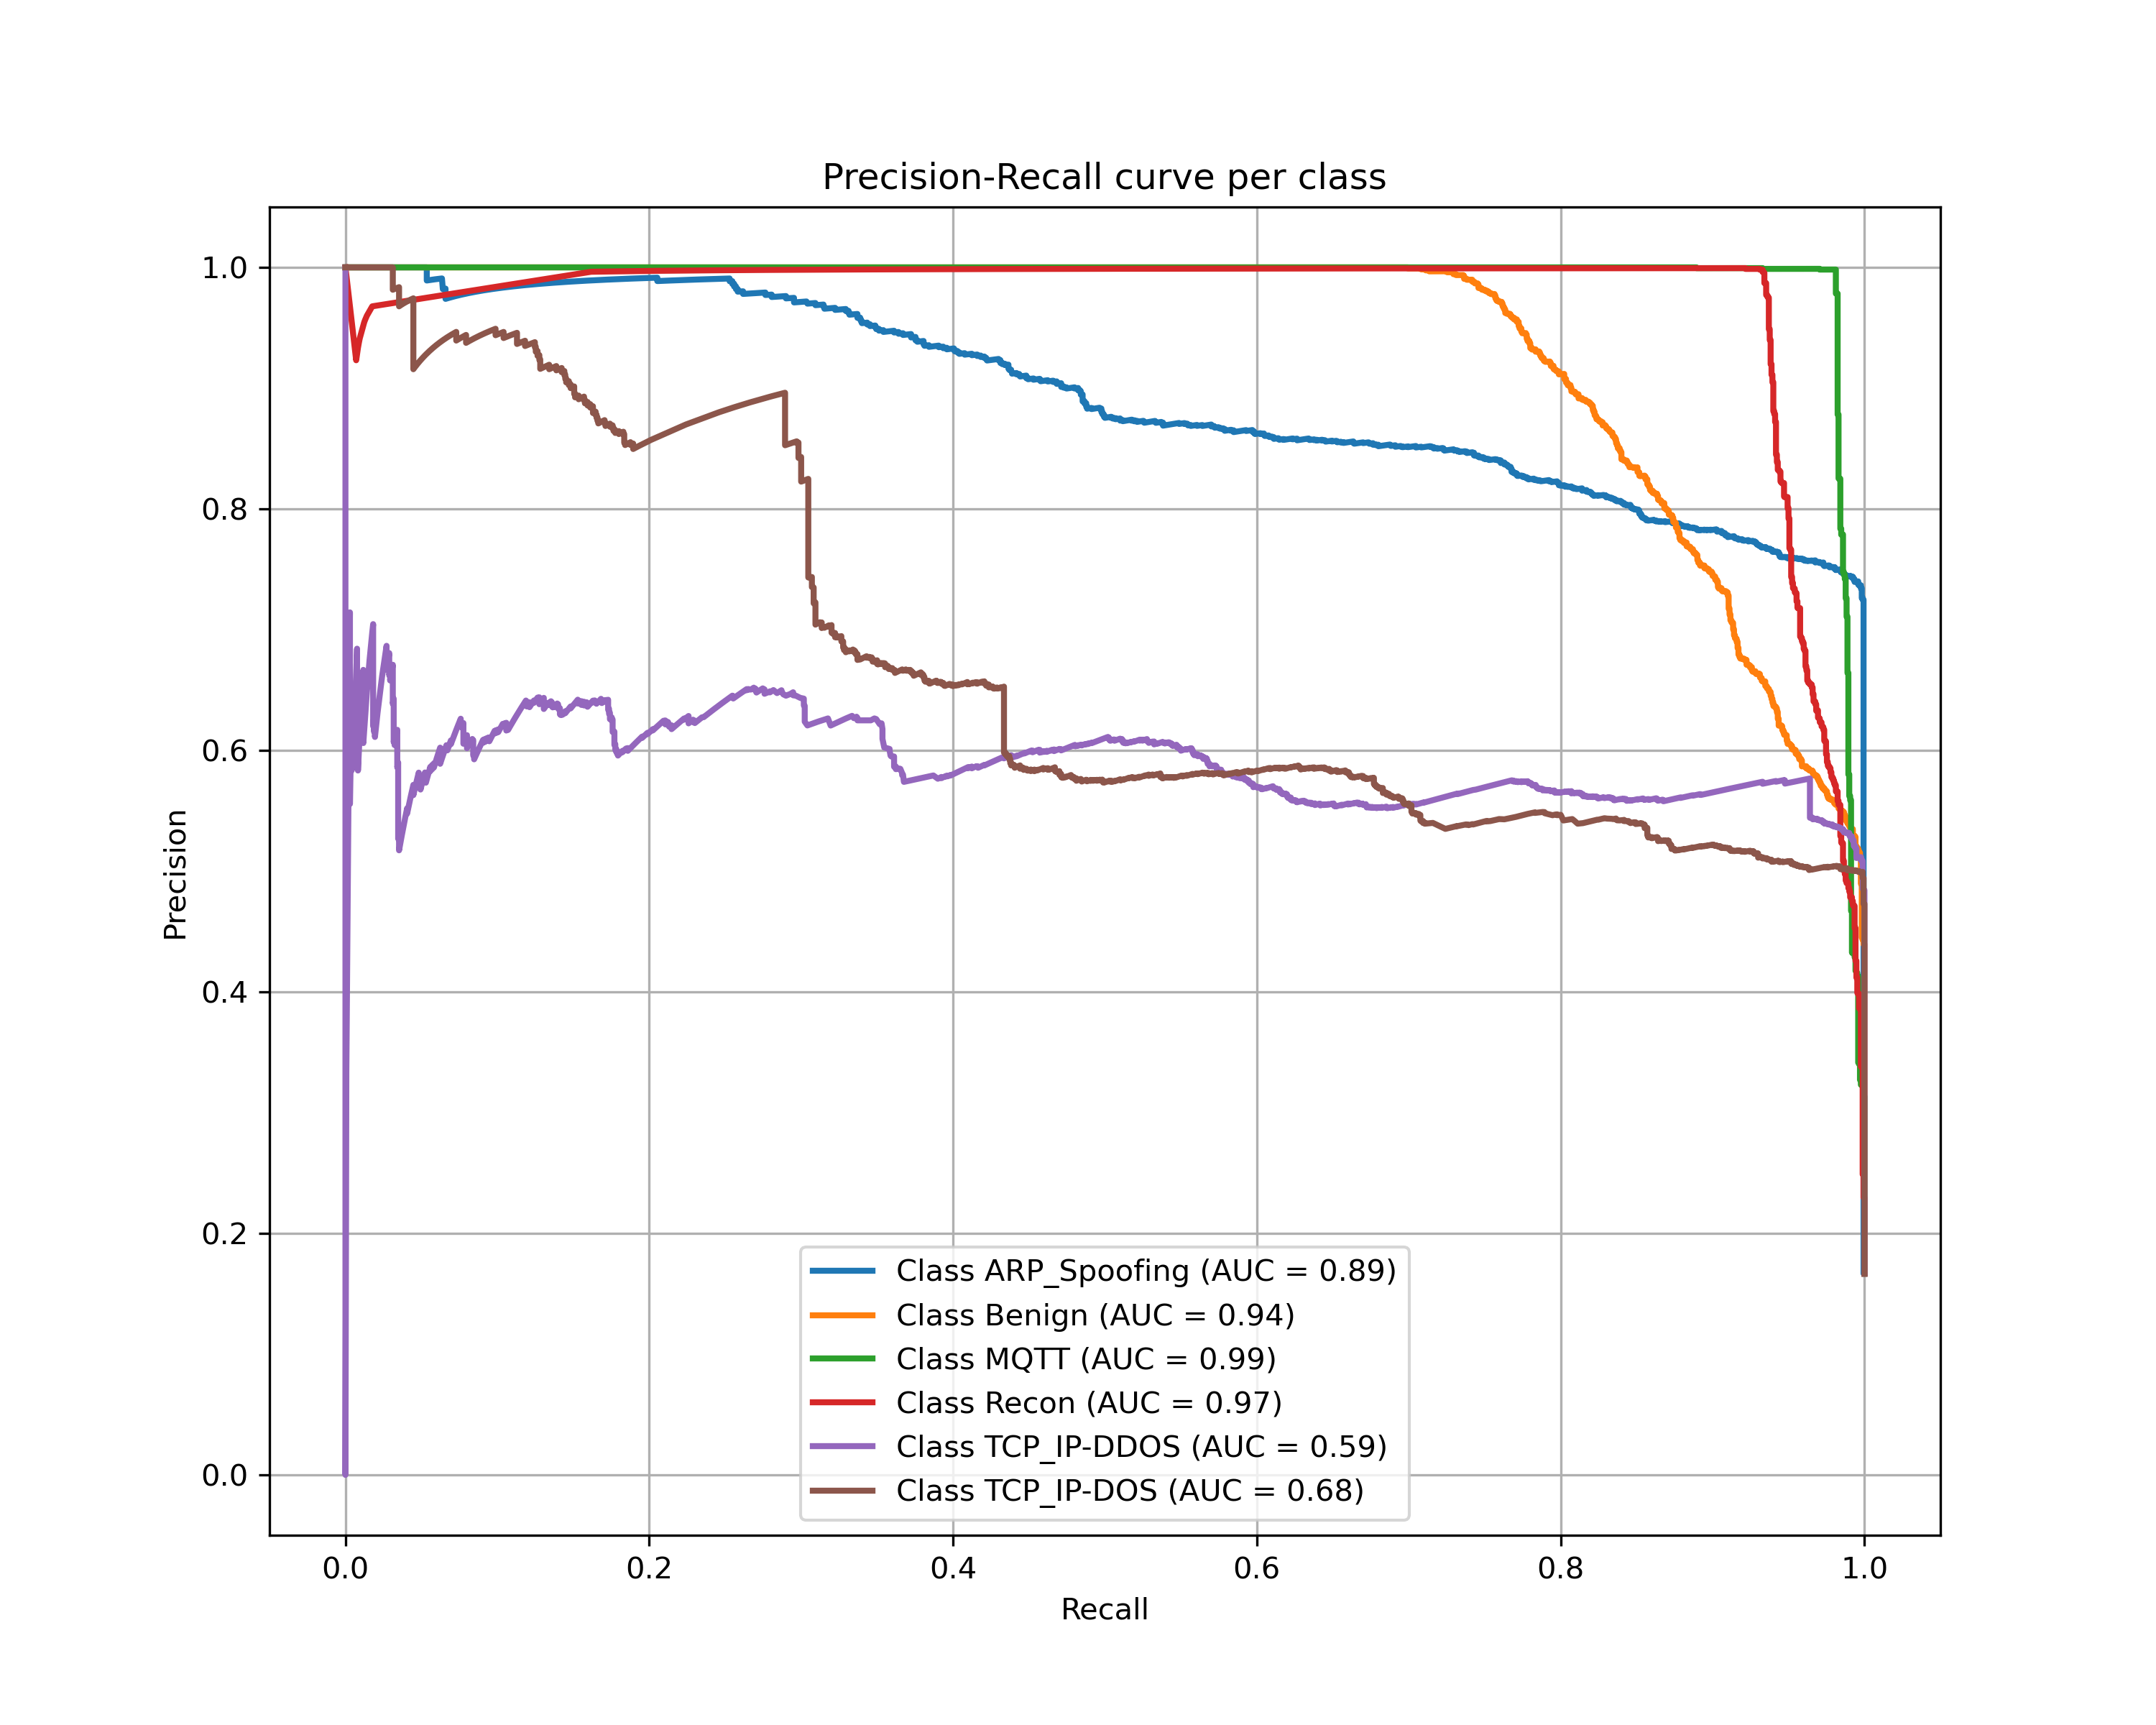 Precision-Recall curve per class
1.0
0.8
0.6
0.4
0.2
0.0
Precision
0.0 0.2 0.4 0.6 0.8 1.0
Recall
Class ARP_Spoofing (AUC = 0.89)
Class Benign (AUC = 0.94)
Class MQTT (AUC = 0.99)
Class Recon (AUC = 0.97)
Class TCP_IP-DDOS (AUC = 0.59)
Class TCP_IP-DOS (AUC = 0.68)